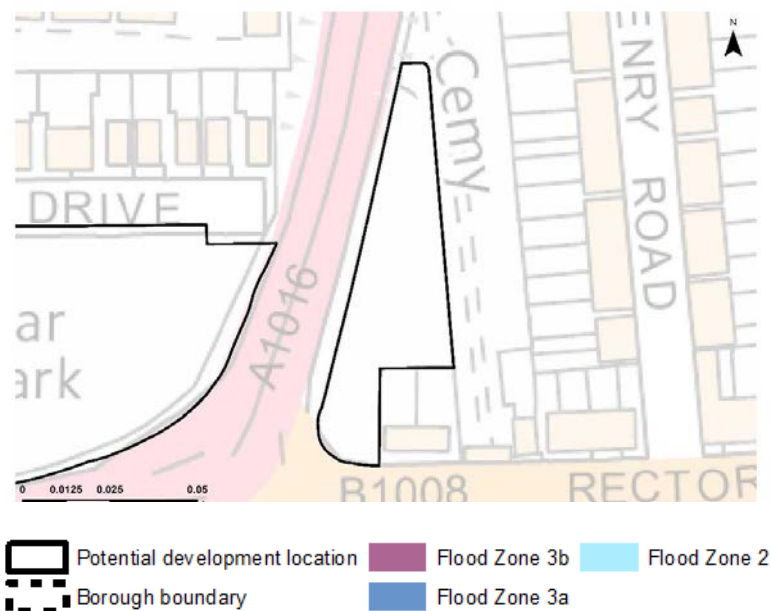 N
Cemy
ENRY ROAD
DRIVE
A1016
ar
ark
0 0.0125 0.025 0.05
B1008
RECTOR
Potential development location
Flood Zone 3b
Flood Zone 2
Borough boundary
Flood Zone 3a